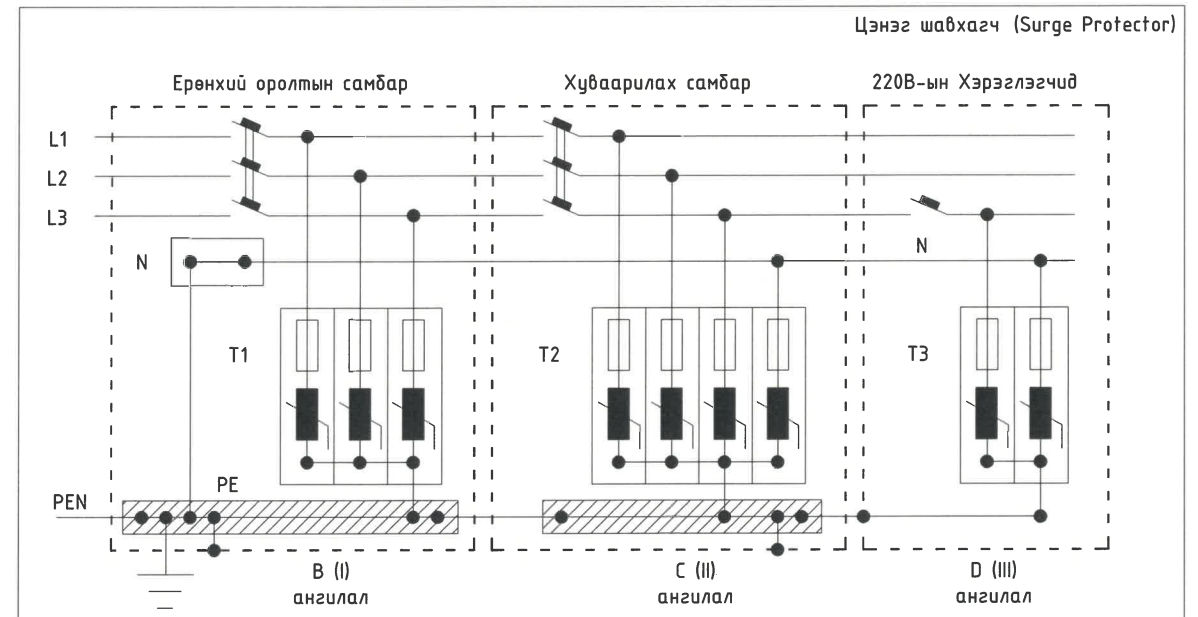 Цэнэг шавхагч (Surge Protector)
Ерөнхий оролтын самбар
Хуваарилах самбар
220В-ын Хэрэглэгчид
L1
L2
L3
N
N
T1
T2
T3
PE
PEN
B (I)
ангилал
C (II)
ангилал
D (III)
ангилал